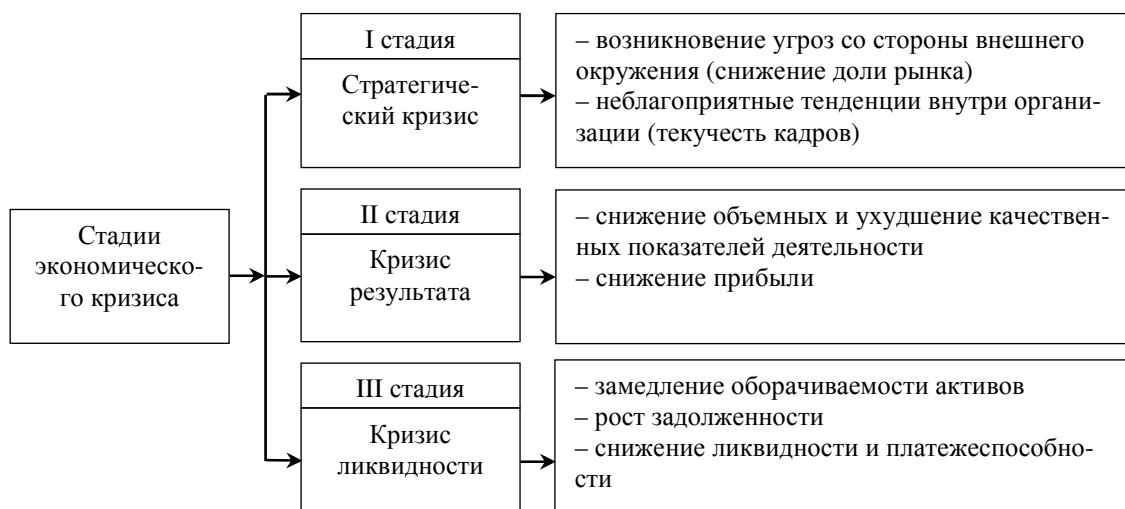 Стадии
экономическо-
го кризиса
I стадия
Стратегиче-
ский кризис
– возникновение угроз со стороны внешнего
окружения (снижение доли рынка)
– неблагоприятные тенденции внутри органи-
зации (текучесть кадров)
II стадия
Кризис
результата
– снижение объемных и ухудшение качествен-
ных показателей деятельности
– снижение прибыли
III стадия
Кризис
ликвидности
– замедление оборачиваемости активов
– рост задолженности
– снижение ликвидности и платежеспособно-
сти